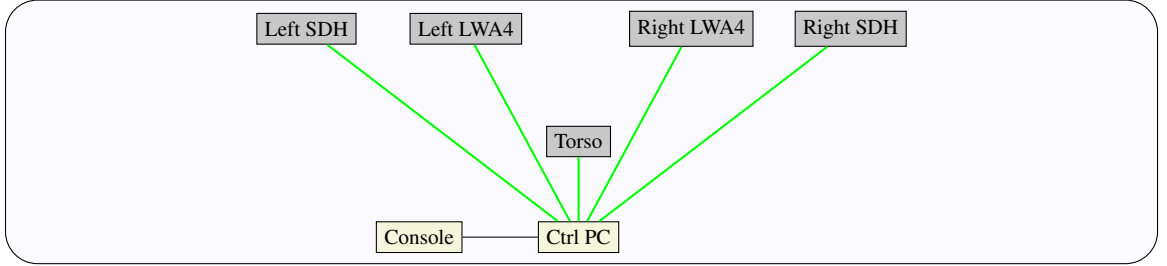 Left SDH
Left LWA4
Right LWA4
Right SDH
Torso
Console
Ctrl PC